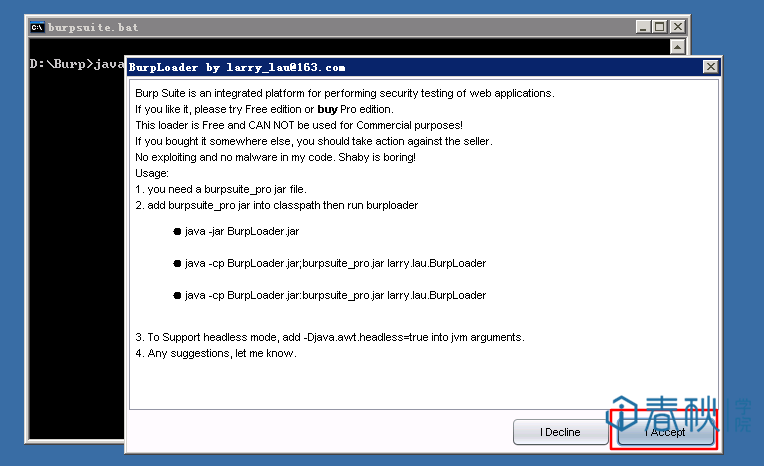 burpsuite.bat
D:\Burp>java
BurpLoader by larry_lau@163.com
Burp Suite is an integrated platform for performing security testing of web applications.
If you like it, please try Free edition or buy Pro edition.
This loader is Free and CAN NOT be used for Commercial purposes!
If you bought it somewhere else, you should take action against the seller.
No exploiting and no malware in my code. Shaby is boring!
Usage:
1. you need a burpsuite_pro jar file.
2. add burpsuite_pro jar into classpath then run burploader
● java -jar BurpLoader.jar
● java -cp BurpLoader.jar;burpsuite_pro.jar larry.lau.BurpLoader
● java -cp BurpLoader.jar:burpsuite_pro.jar larry.lau.BurpLoader
3. To Support headless mode, add -Djava.awt.headless=true into jvm arguments.
4. Any suggestions, let me know.
I Decline
I Accept
春秋
学院